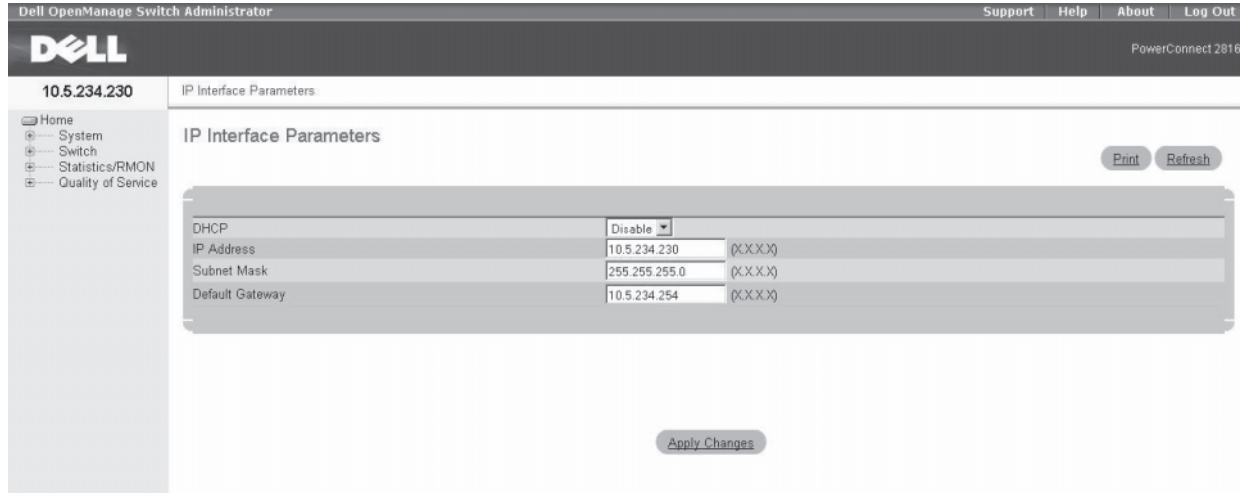 Dell OpenManage Switch Administrator
Support Help About Log Out
DELL
PowerConnect 2816
10.5.234.230
IP Interface Parameters
Home
System
Switch
Statistics/RMON
Quality of Service
IP Interface Parameters
Print Refresh
DHCP Disable
IP Address 10.5.234.230 (X.X.X.X)
Subnet Mask 255.255.255.0 (X.X.X.X)
Default Gateway 10.5.234.254 (X.X.X.X)
Apply Changes